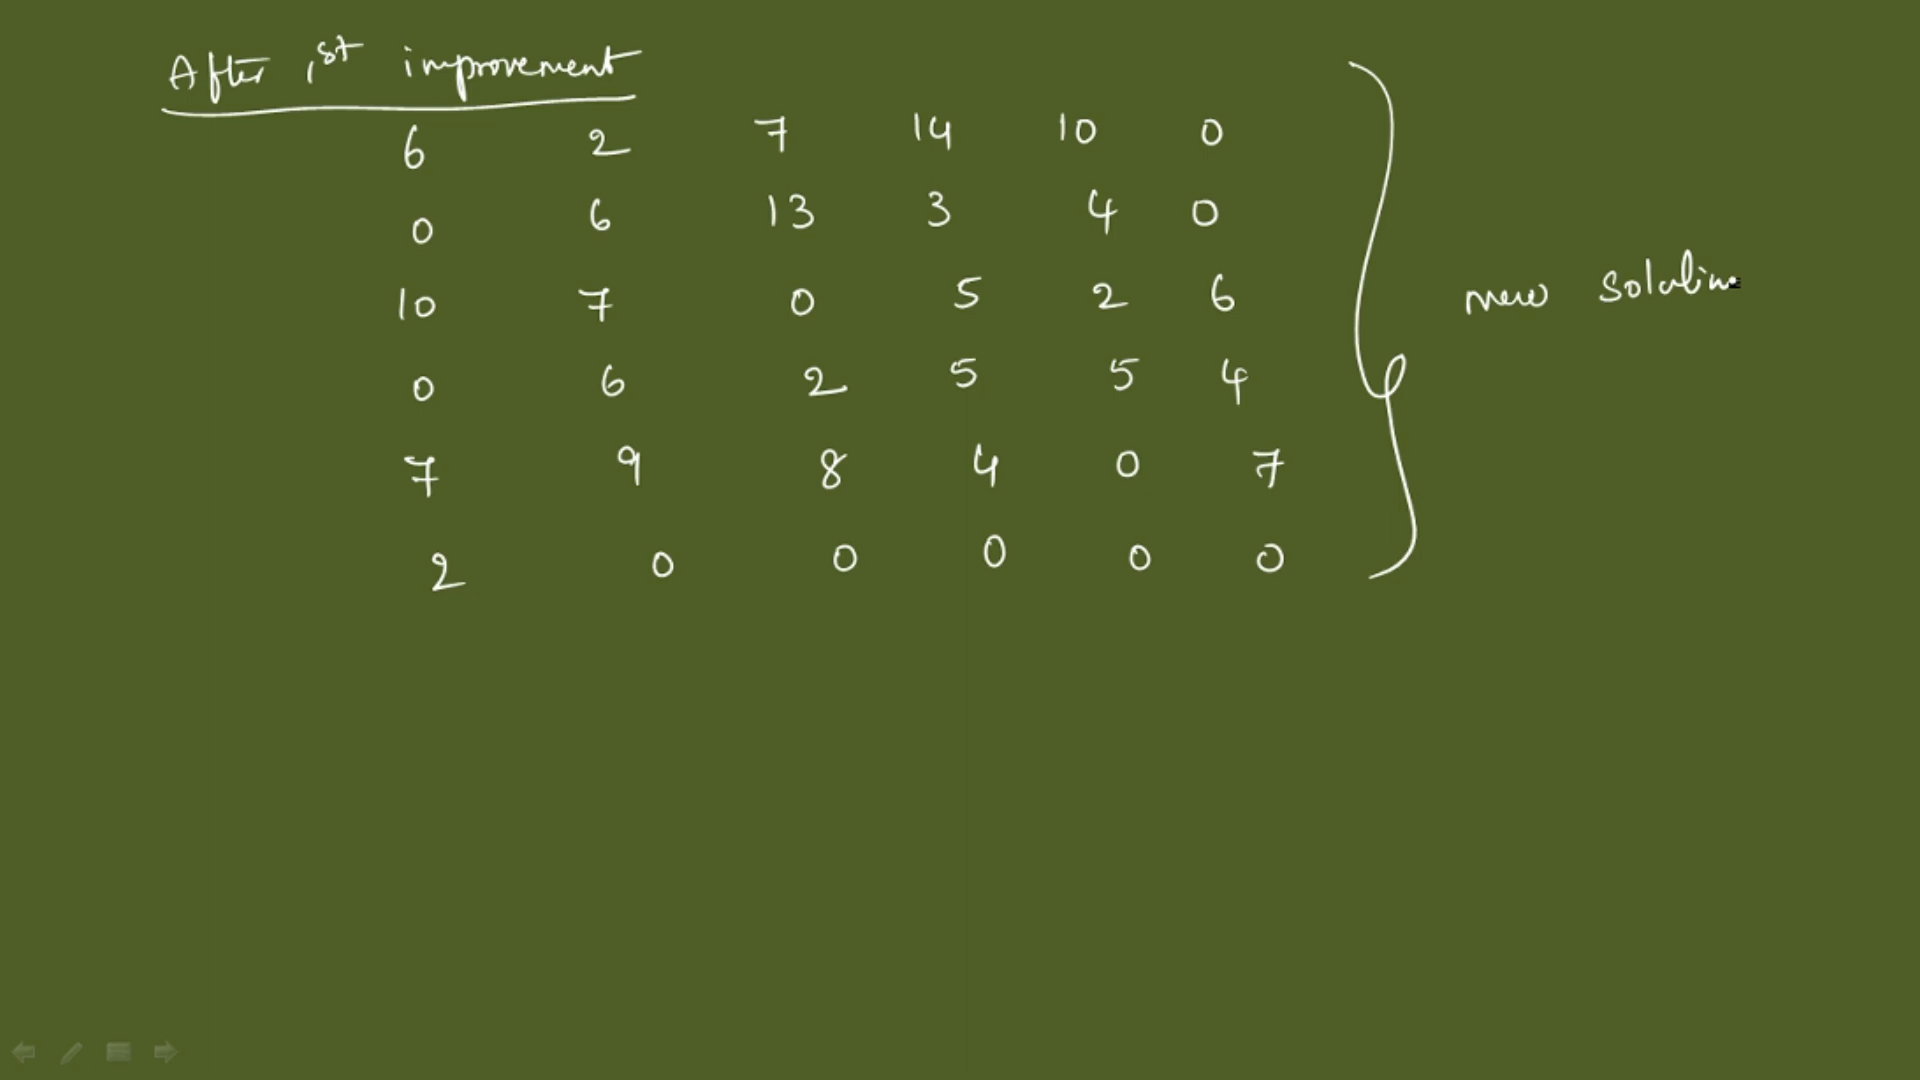 After 1st improvement
6 2 7 14 10 0
0 6 13 3 4 0
10 7 0 5 2 6
new solution
0 6 2 5 5 4
7 9 8 4 0 7
2 0 0 0 0 0